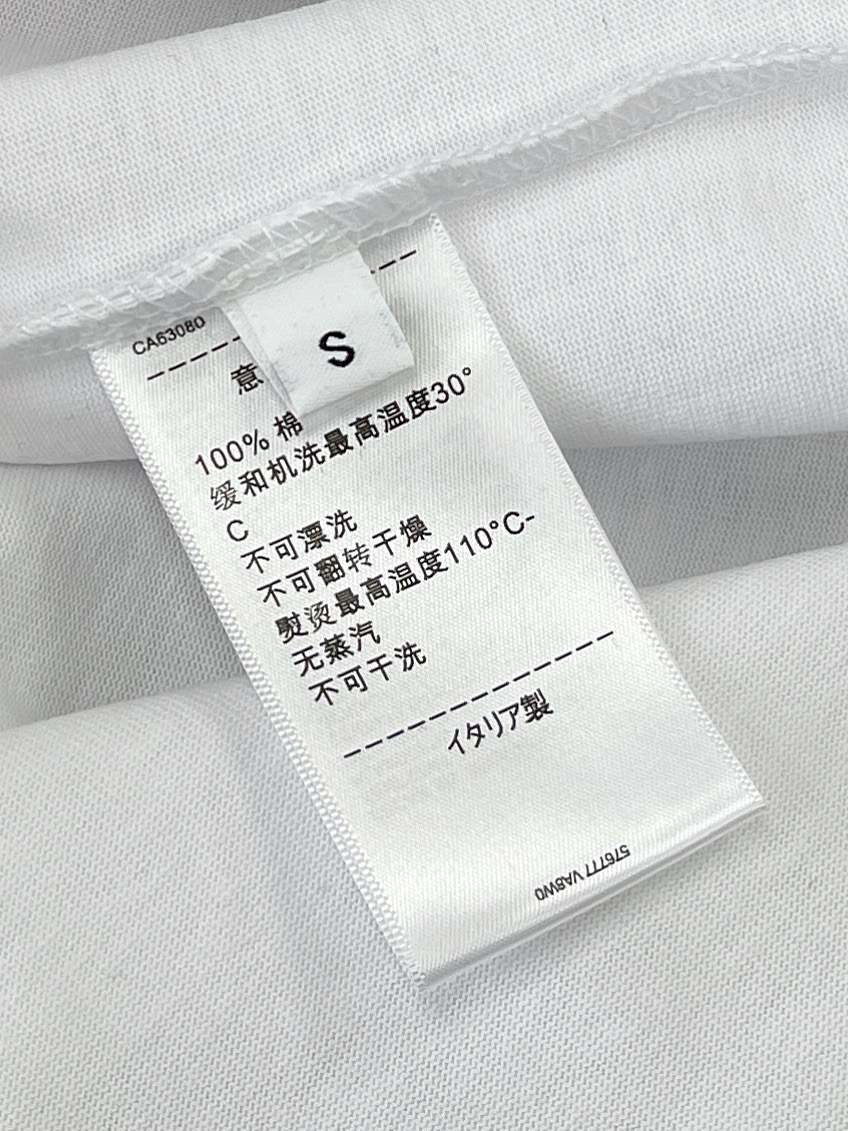 CA63080
S
意
100% 棉
缓和机洗最高温度30°
C
不可漂洗
不可翻转干燥
熨烫最高温度110°C-
无蒸汽
不可干洗
イタリア製
576777 VA8W0